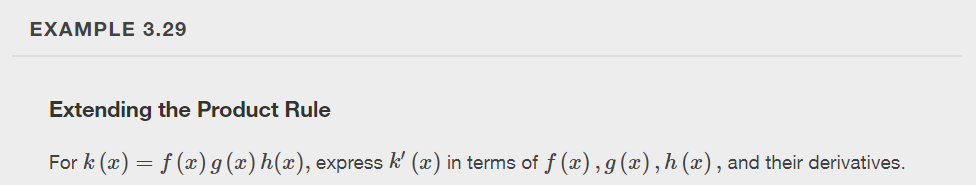 EXAMPLE 3.29
Extending the Product Rule
For k (x) = f (x) g (x) h(x), express k′ (x) in terms of f (x) , g (x) , h (x) , and their derivatives.